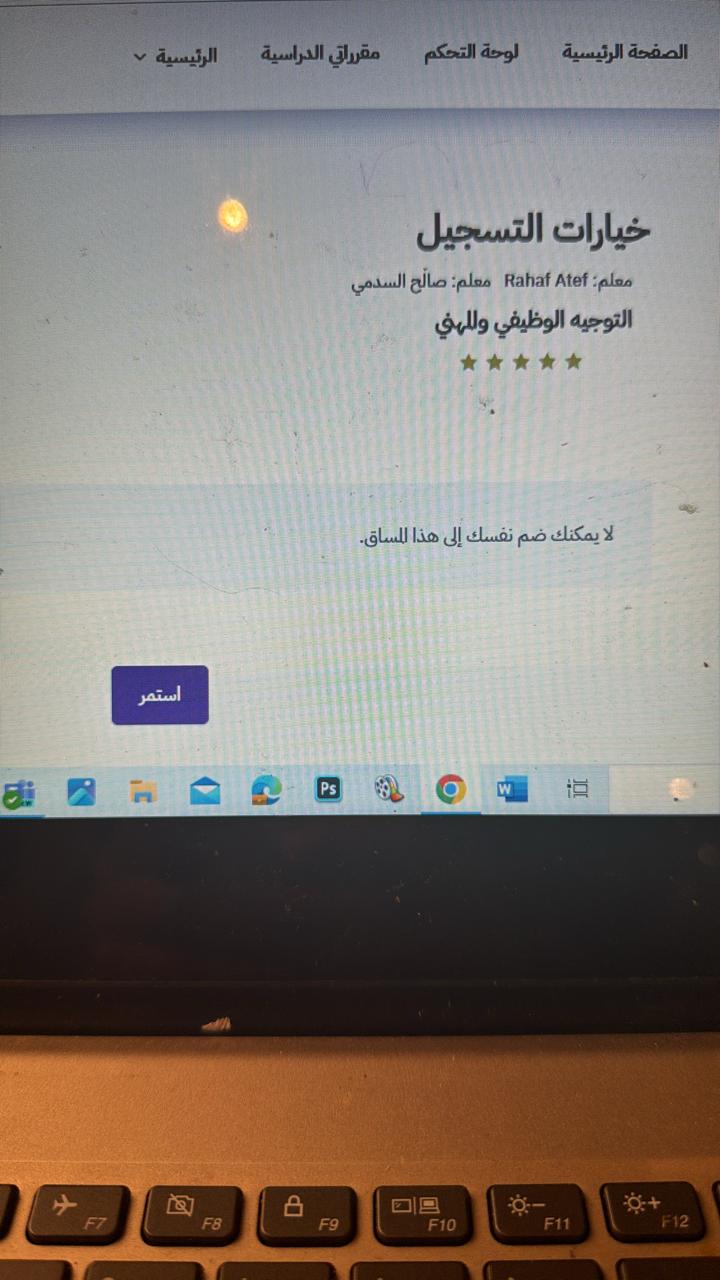 الصفحة الرئيسية لوحة التحكم مقرراتي الدراسية الرئيسية
خيارات التسجيل
معلم: Rahaf Atef معلم: صالح السدمي
التوجيه الوظيفي والمهني
لا يمكنك ضم نفسك إلى هذا المساق.
استمر
Ps
W
F7 F8 F9 F10 F11 F12